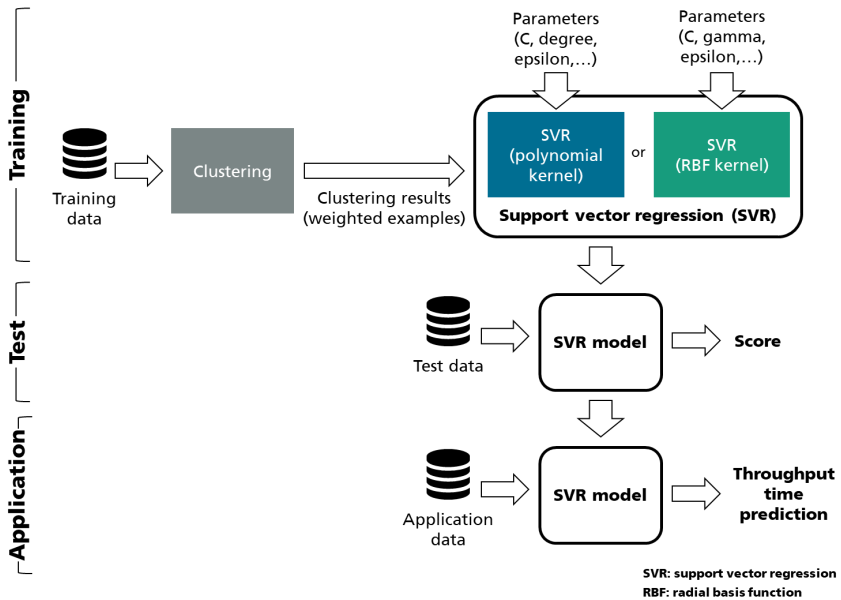 Training
Parameters
(C, degree,
epsilon,...)
Parameters
(C, gamma,
epsilon,...)
Training
data
Clustering
Clustering results
(weighted examples)
SVR
(polynomial
kernel)
or
SVR
(RBF kernel)
Support vector regression (SVR)
Test
Test data
SVR model
Score
Application
Application
data
SVR model
Throughput
time
prediction
SVR: support vector regression
RBF: radial basis function